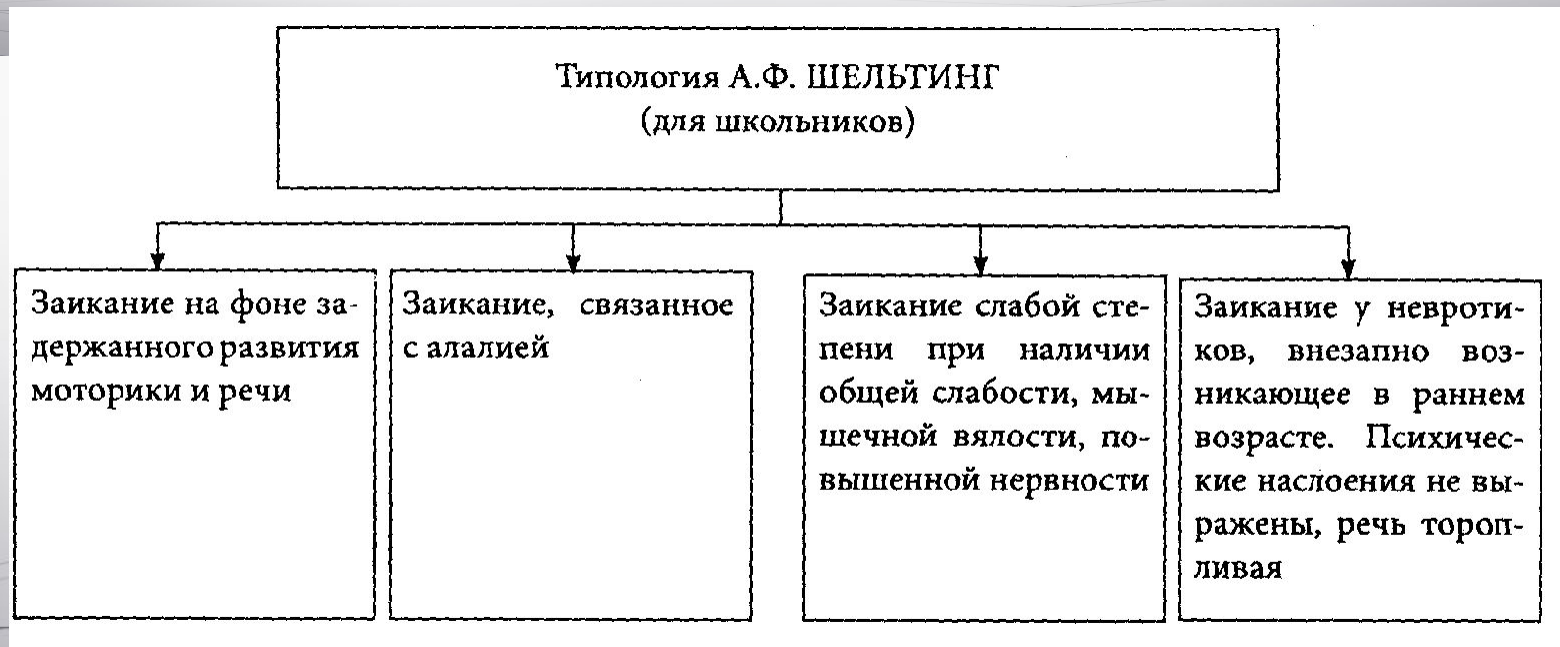 Типология А.Ф. ШЕЛЬТИНГ
(для школьников)
Заикание на фоне за-
держанного развития
моторики и речи
Заикание, связанное
с алалией
Заикание слабой сте-
пени при наличии
общей слабости, мы-
шечной вялости, по-
вышенной нервности
Заикание у невроти-
ков, внезапно воз-
никающее в раннем
возрасте. Психичес-
кие наслоения не вы-
ражены, речь тороп-
ливая